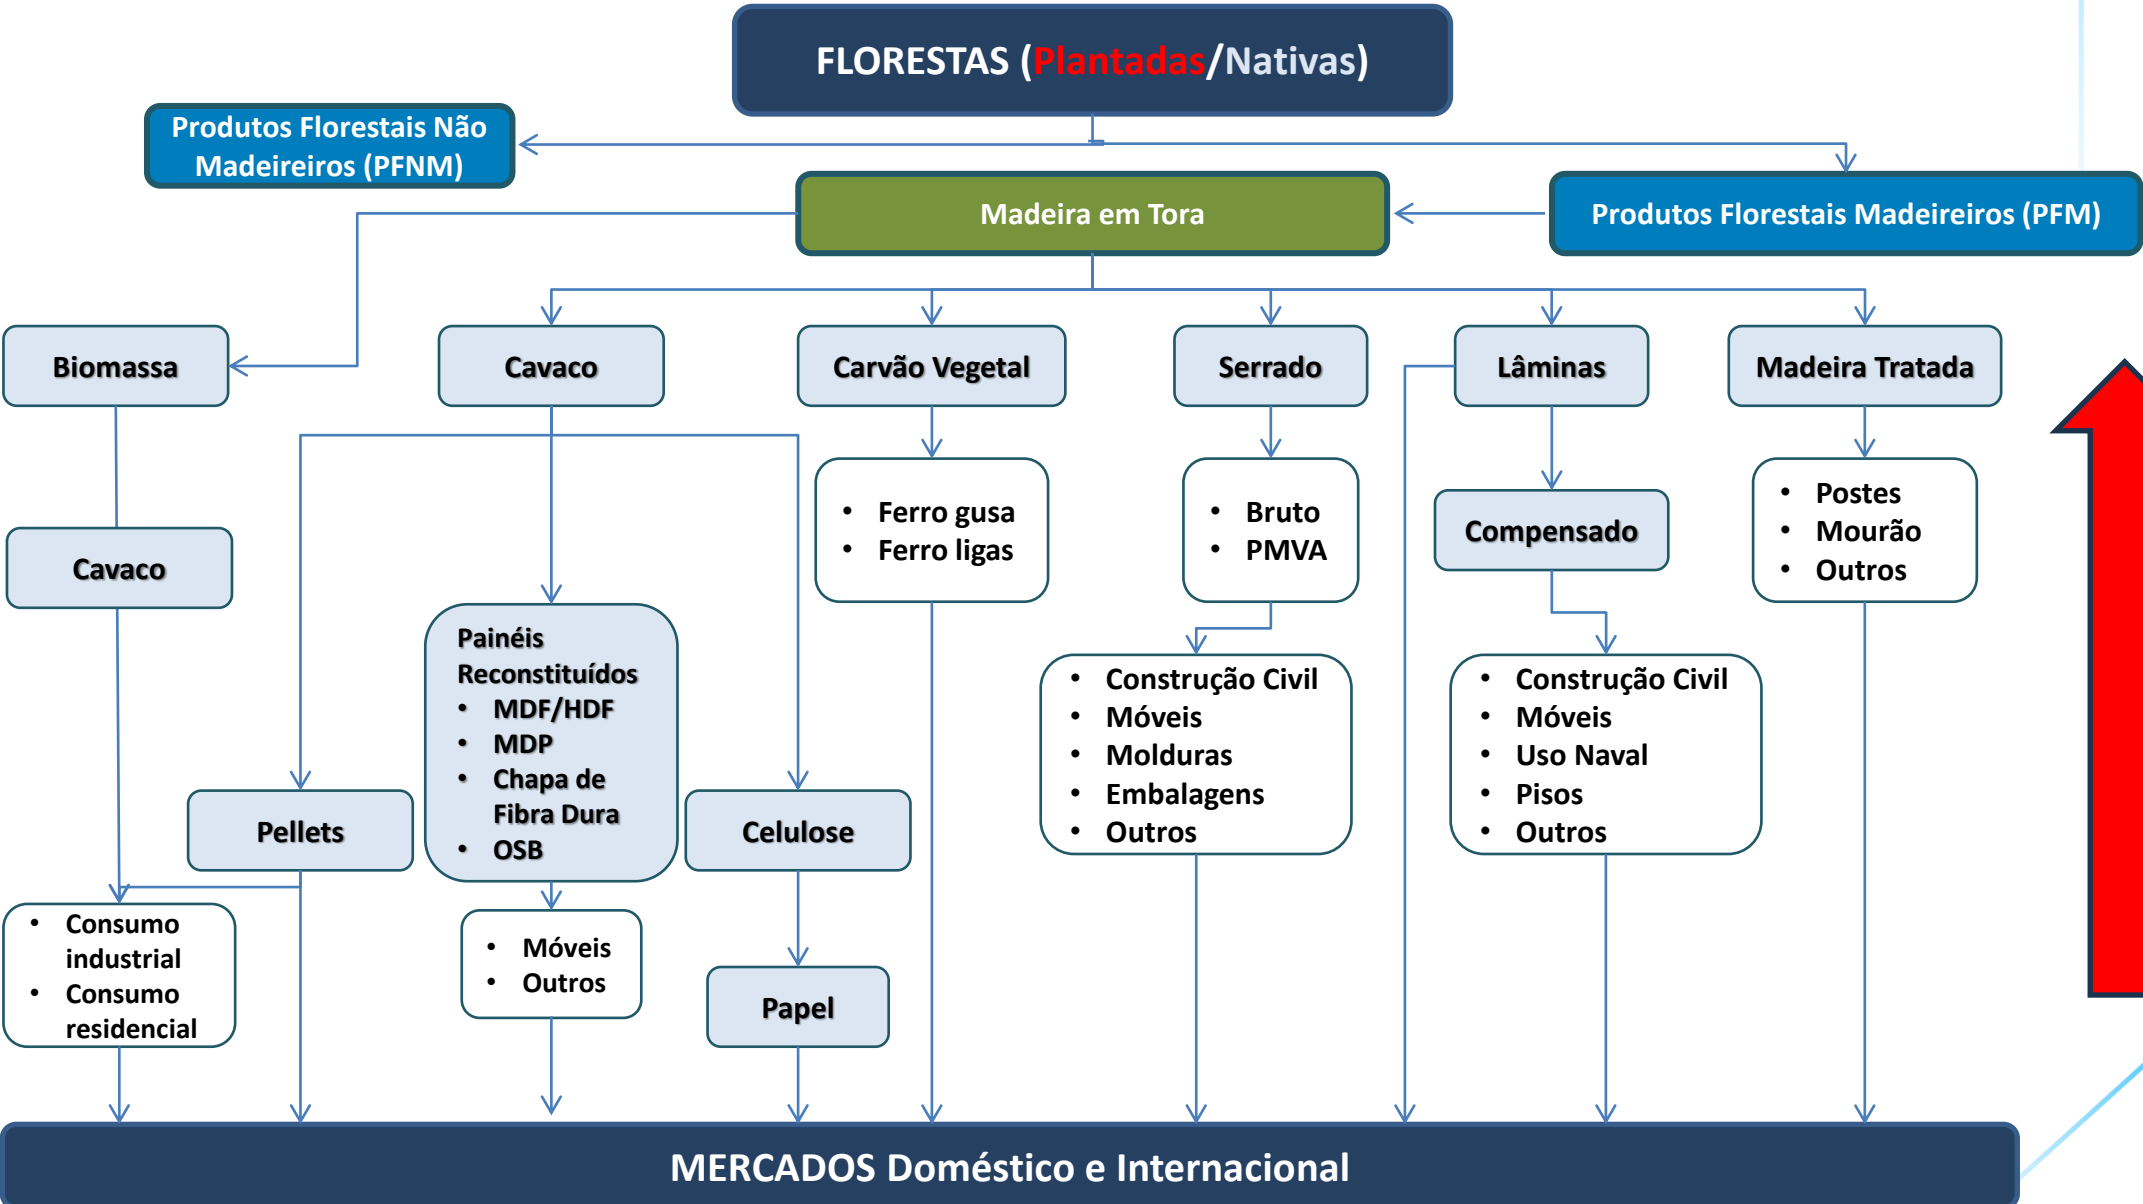 FLORESTAS (Plantadas/Nativas)
Produtos Florestais Não
Madeireiros (PFNM)
Madeira em Tora
Produtos Florestais Madeireiros (PFM)
Biomassa
Cavaco
Carvão Vegetal
Serrado
Lâminas
Madeira Tratada
• Ferro gusa
• Ferro ligas
• Bruto
• PMVA
Compensado
• Postes
• Mourão
• Outros
Cavaco
Painéis
Reconstituídos
• MDF/HDF
• MDP
• Chapa de
Fibra Dura
• OSB
• Construção Civil
• Móveis
• Molduras
• Embalagens
• Outros
• Construção Civil
• Móveis
• Uso Naval
• Pisos
• Outros
Pellets
Celulose
• Consumo
industrial
• Consumo
residencial
• Móveis
• Outros
Papel
MERCADOS Doméstico e Internacional